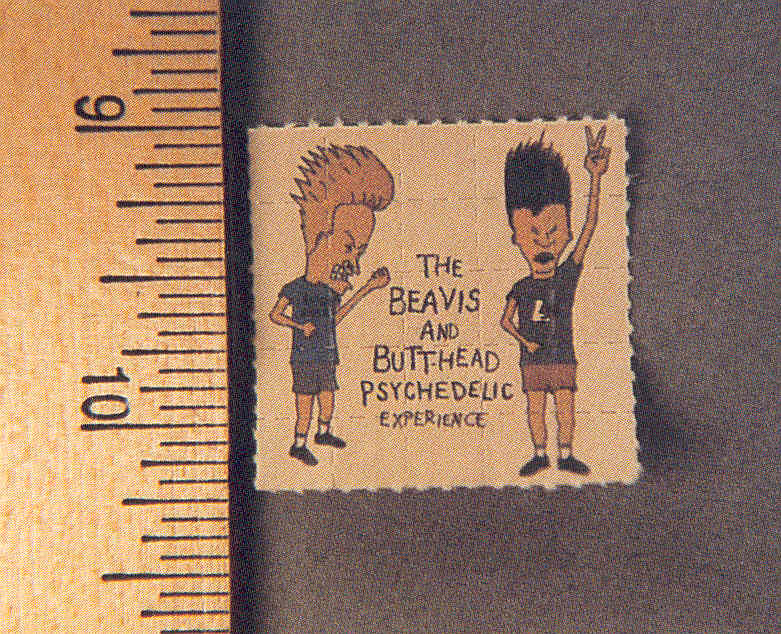 9
10
THE
BEAVIS
AND
BUTT-HEAD
PSYCHEDELIC
EXPERIENCE